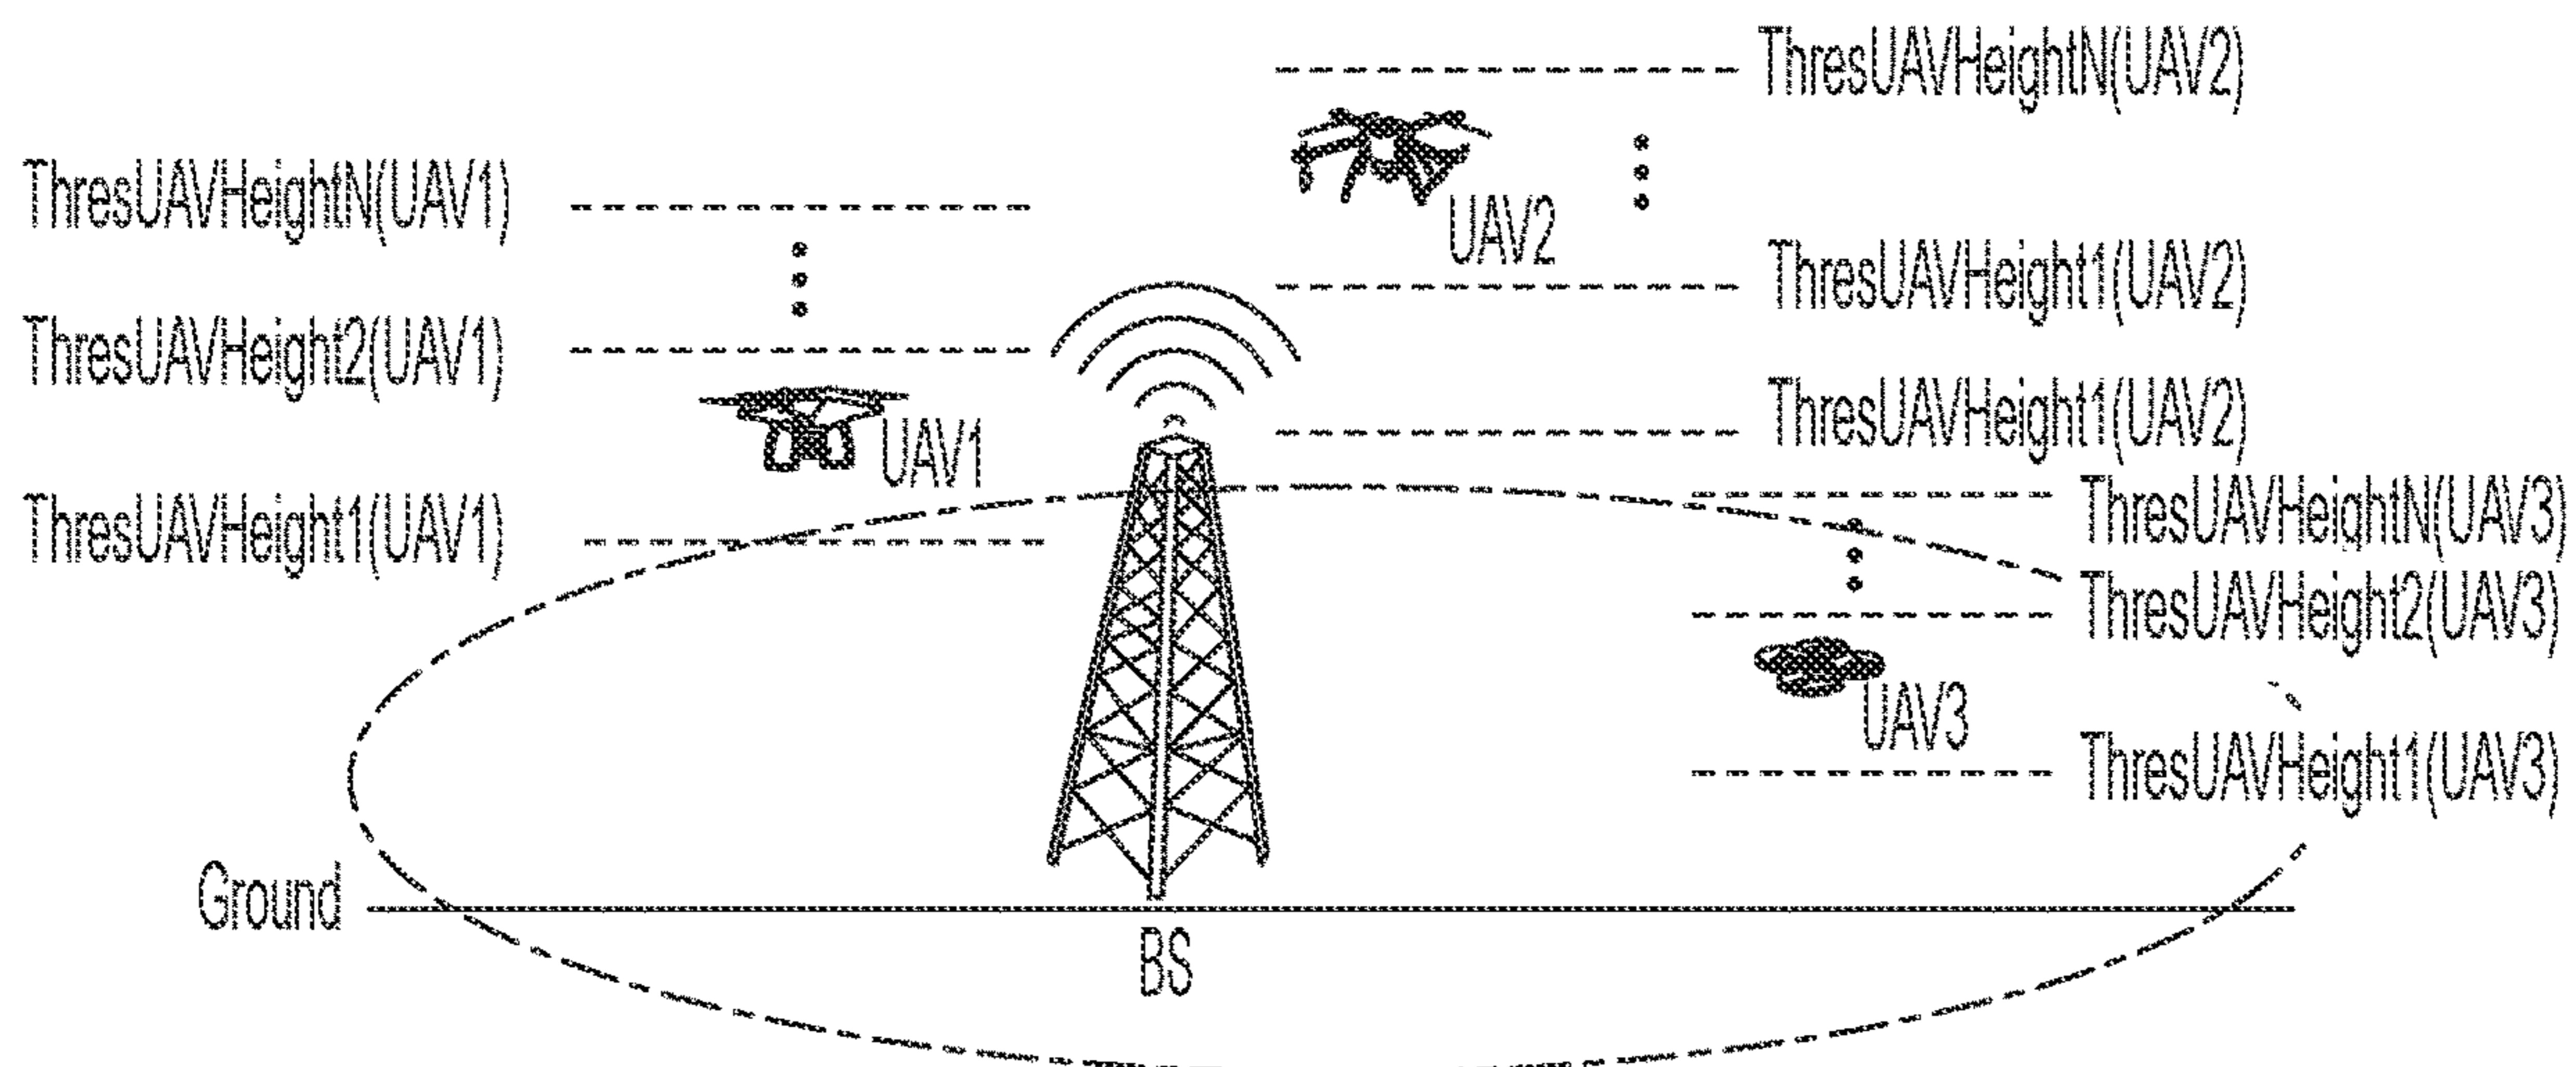 ThresUAVHeightN(UAV2)
ThresUAVHeightN(UAV1)
UAV2
ThresUAVHeight1(UAV2)
ThresUAVHeight2(UAV1)
ThresUAVHeight1(UAV2)
UAV1
ThresUAVHeight1(UAV1)
ThresUAVHeightN(UAV3)
ThresUAVHeight2(UAV3)
UAV3
ThresUAVHeight1(UAV3)
Ground
BS